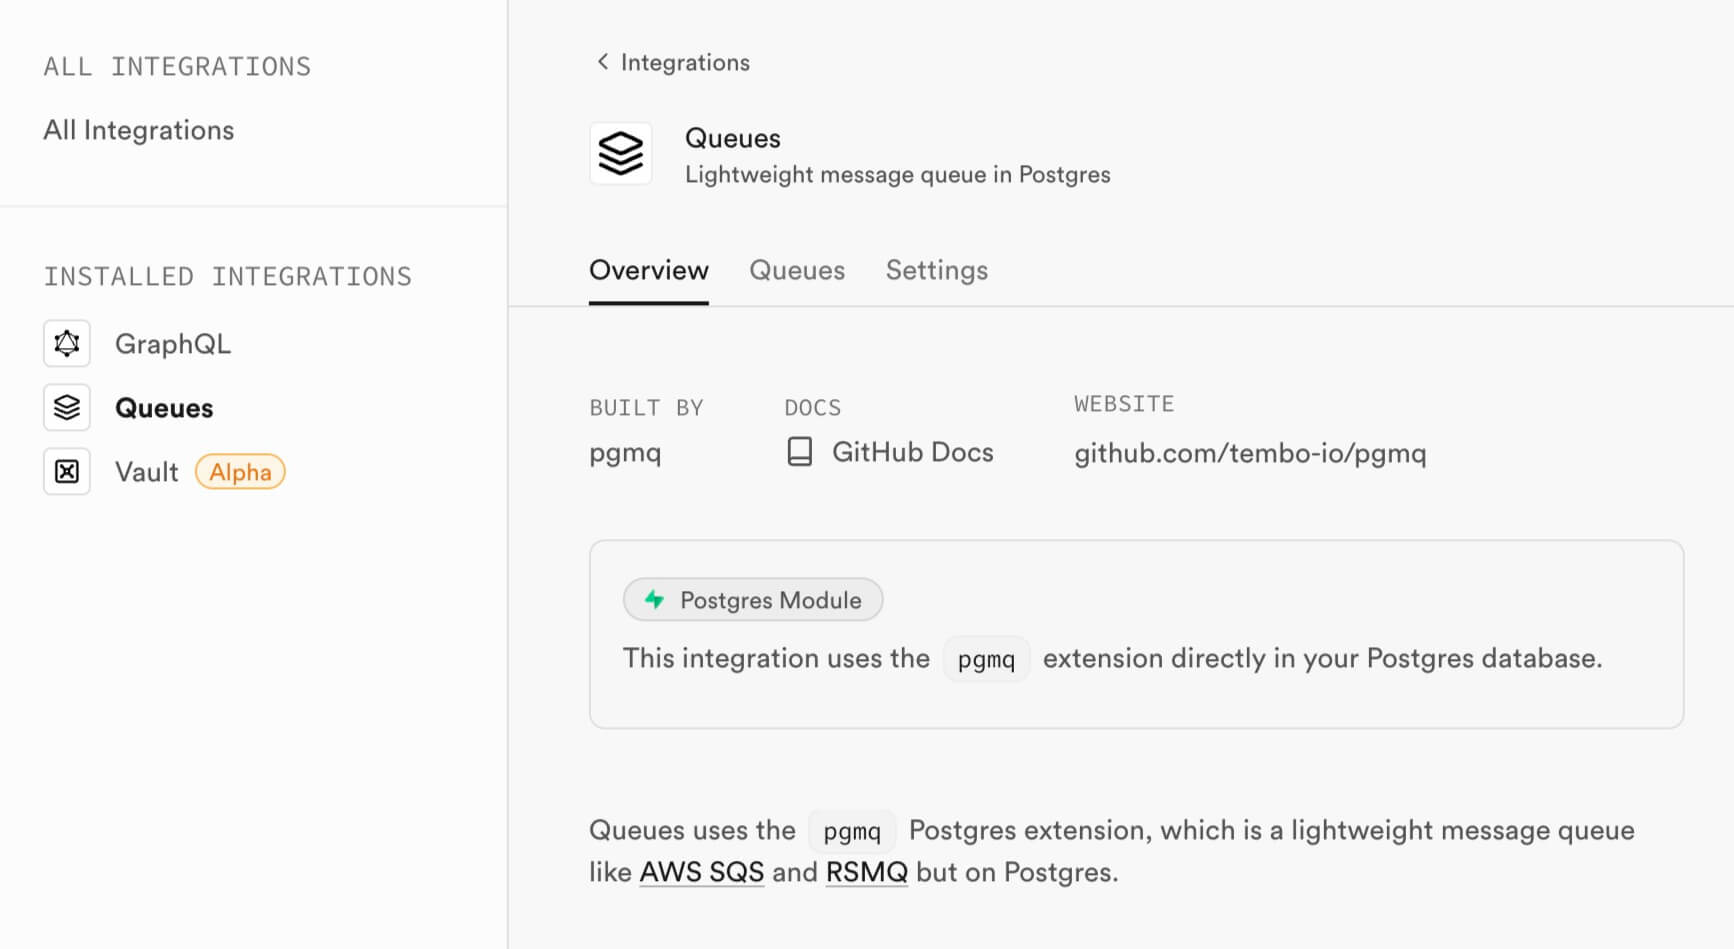 ALL INTEGRATIONS
All Integrations
INSTALLED INTEGRATIONS
GraphQL
Queues
Vault Alpha
Integrations
Queues
Lightweight message queue in Postgres
Overview Queues Settings
BUILT BY
pgmq
DOCS
GitHub Docs
WEBSITE
github.com/tembo-io/pgmq
Postgres Module
This integration uses the pgmq extension directly in your Postgres database.
Queues uses the pgmq Postgres extension, which is a lightweight message queue
like AWS SQS and RSMQ but on Postgres.